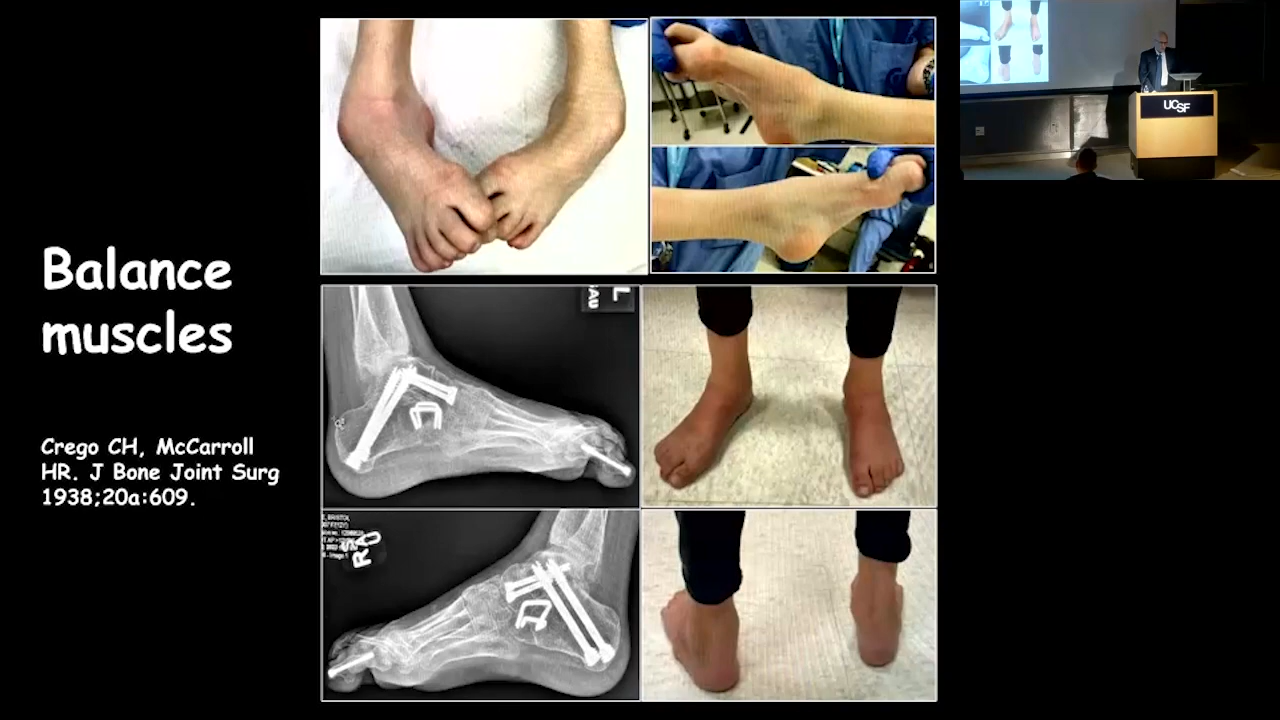 Balance
muscles
Crego CH, McCarroll
HR. J Bone Joint Surg
1938;20a:609.
L
R
UCSF